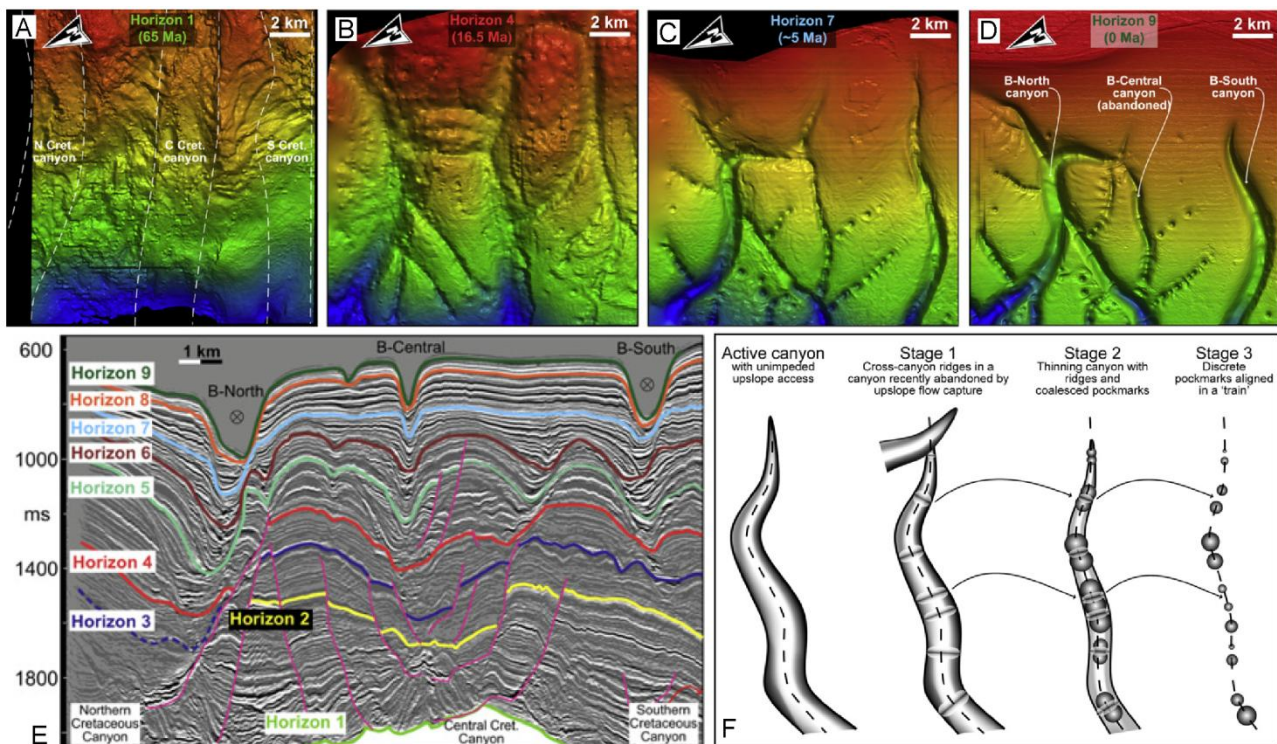 A
Horizon 1
(65 Ma)
2 km
N
N Cret.
canyon
C Cret.
canyon
S Cret.
canyon
B
Horizon 4
(16.5 Ma)
2 km
N
C
Horizon 7
(~5 Ma)
2 km
N
D
Horizon 9
(0 Ma)
2 km
N
B-North
canyon
B-Central
canyon
(abandoned)
B-South
canyon
600
1000
ms
1400
1800
E
1 km
B-North
B-Central
B-South
Horizon 9
Horizon 8
Horizon 7
Horizon 6
Horizon 5
Horizon 4
Horizon 3
Horizon 2
Horizon 1
Northern
Cretaceous
Canyon
Central Cret.
Canyon
Southern
Cretaceous
Canyon
F
Active canyon
with unimpeded
upslope access
Stage 1
Cross-canyon ridges in a
canyon recently abandoned by
upslope flow capture
Stage 2
Thinning canyon with
ridges and
coalesced pockmarks
Stage 3
Discrete
pockmarks aligned
in a 'train'